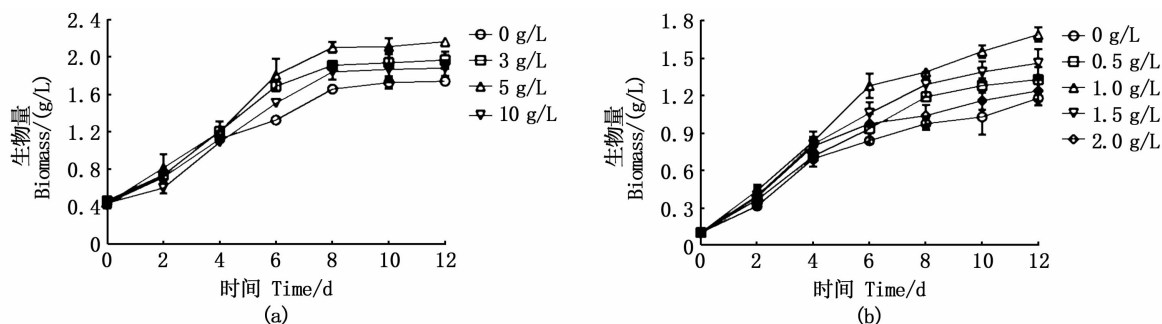 (a)
2.4
2.0
1.6
1.2
0.8
0.4
0
生物量
Biomass/(g/L)
0 2 4 6 8 10 12
时间 Time/d
0 g/L
3 g/L
5 g/L
10 g/L
(b)
1.8
1.5
1.2
0.9
0.6
0.3
0
生物量
Biomass/(g/L)
0 2 4 6 8 10 12
时间 Time/d
0 g/L
0.5 g/L
1.0 g/L
1.5 g/L
2.0 g/L
(a)
(b)